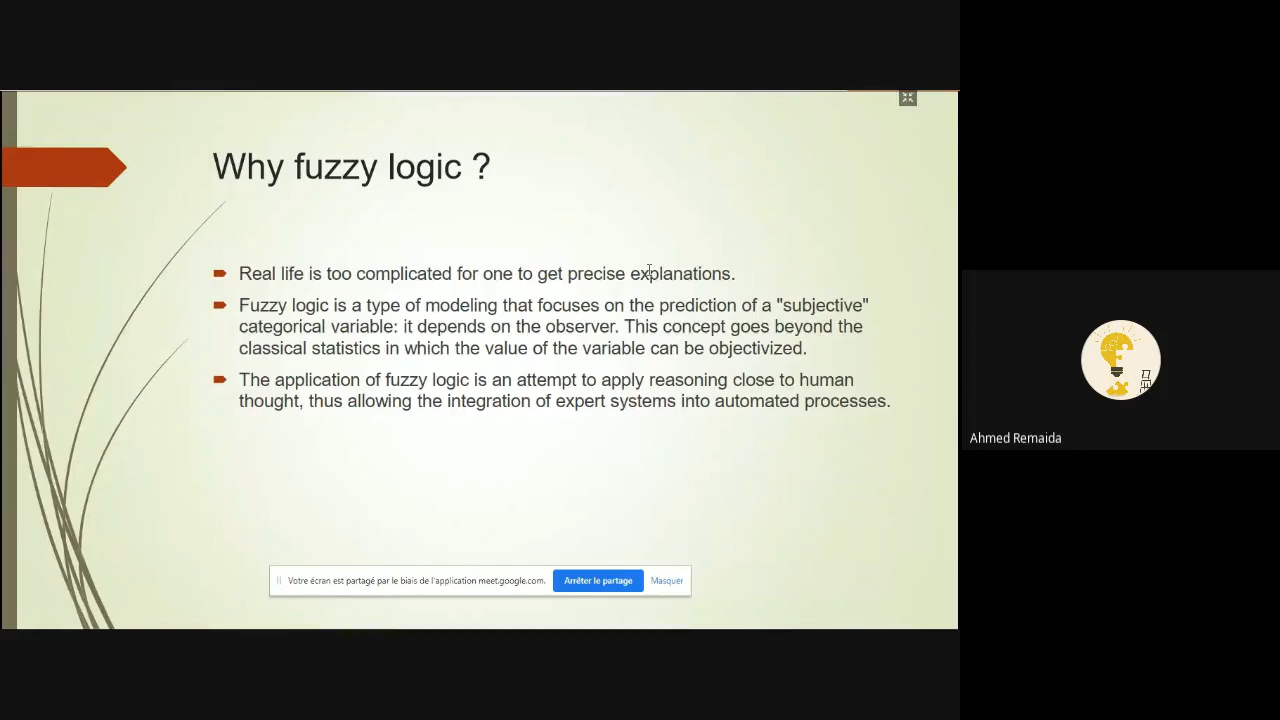 Why fuzzy logic ?
Real life is too complicated for one to get precise explanations.
Fuzzy logic is a type of modeling that focuses on the prediction of a "subjective"
categorical variable: it depends on the observer. This concept goes beyond the
classical statistics in which the value of the variable can be objectivized.
The application of fuzzy logic is an attempt to apply reasoning close to human
thought, thus allowing the integration of expert systems into automated processes.
Votre écran est partagé par le biais de l'application meet.google.com. Arrêter le partage Masquer
Ahmed Remaida